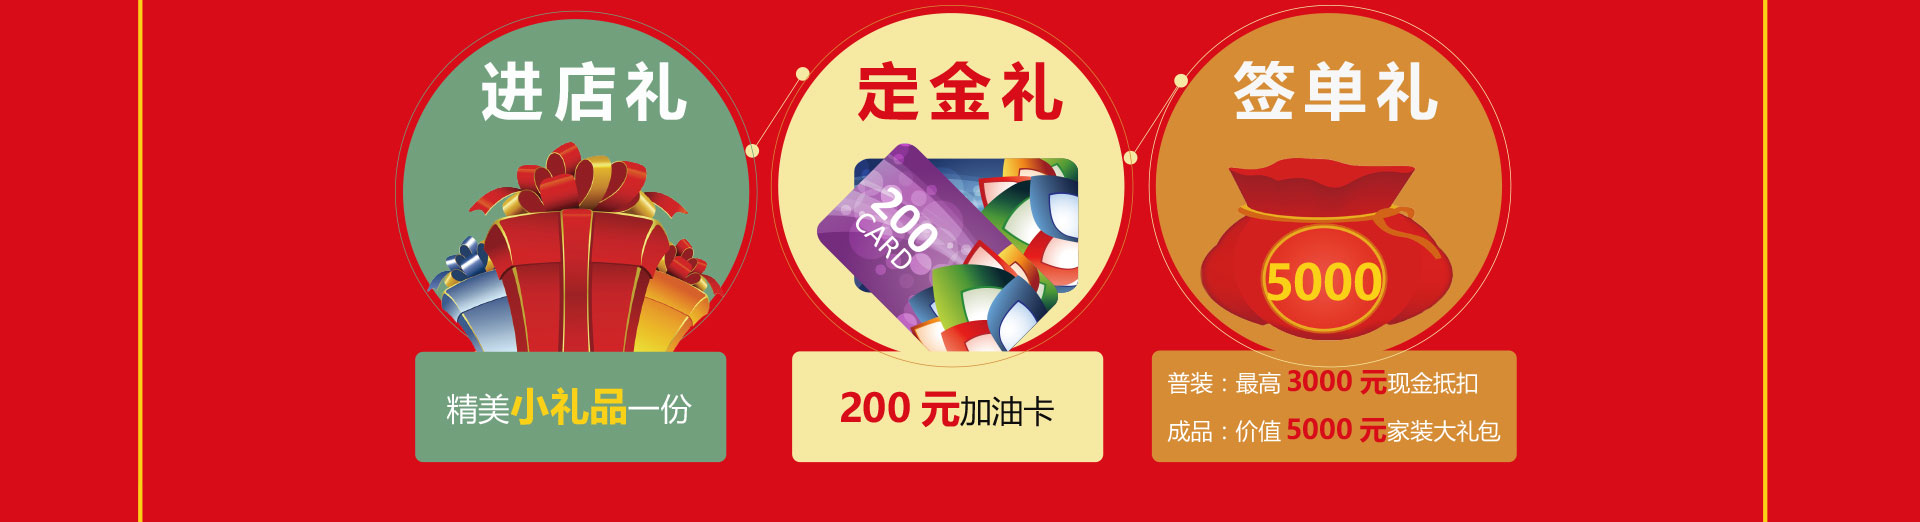 进店礼
精美小礼品一份
定金礼
200
CARD
200 元加油卡
签单礼
5000
普装：最高 3000 元现金抵扣
成品：价值 5000 元家装大礼包